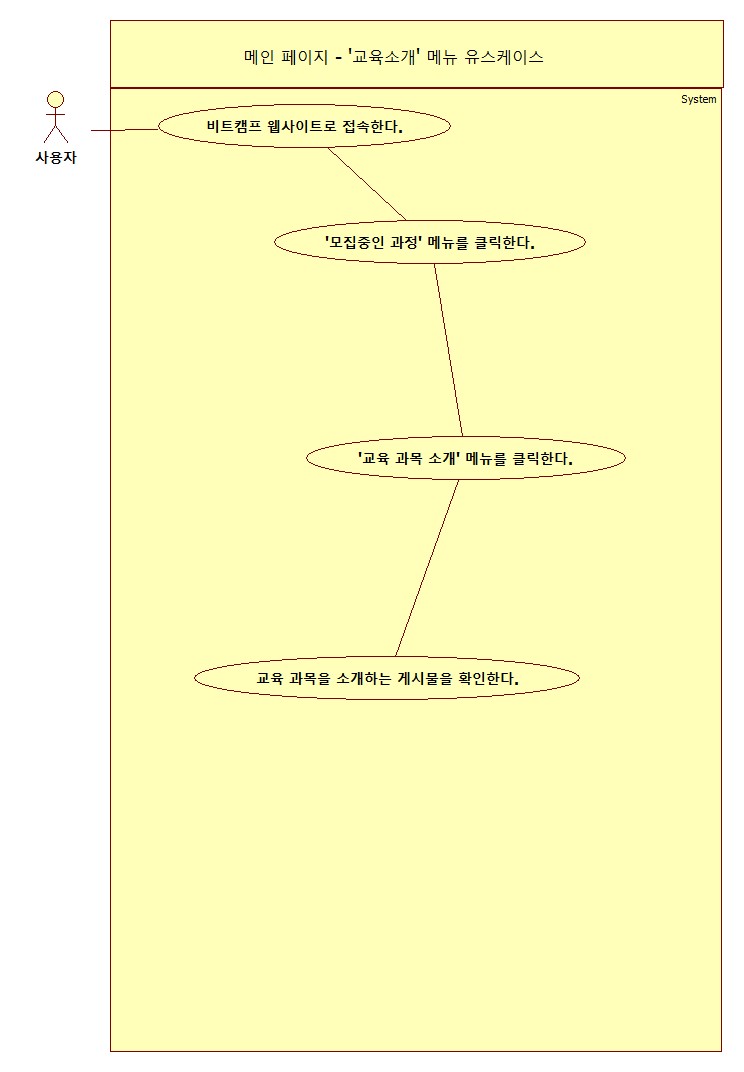 메인 페이지 - '교육소개' 메뉴 유스케이스
System
비트캠프 웹사이트로 접속한다.
사용자
'모집중인 과정' 메뉴를 클릭한다.
'교육 과목 소개' 메뉴를 클릭한다.
교육 과목을 소개하는 게시물을 확인한다.